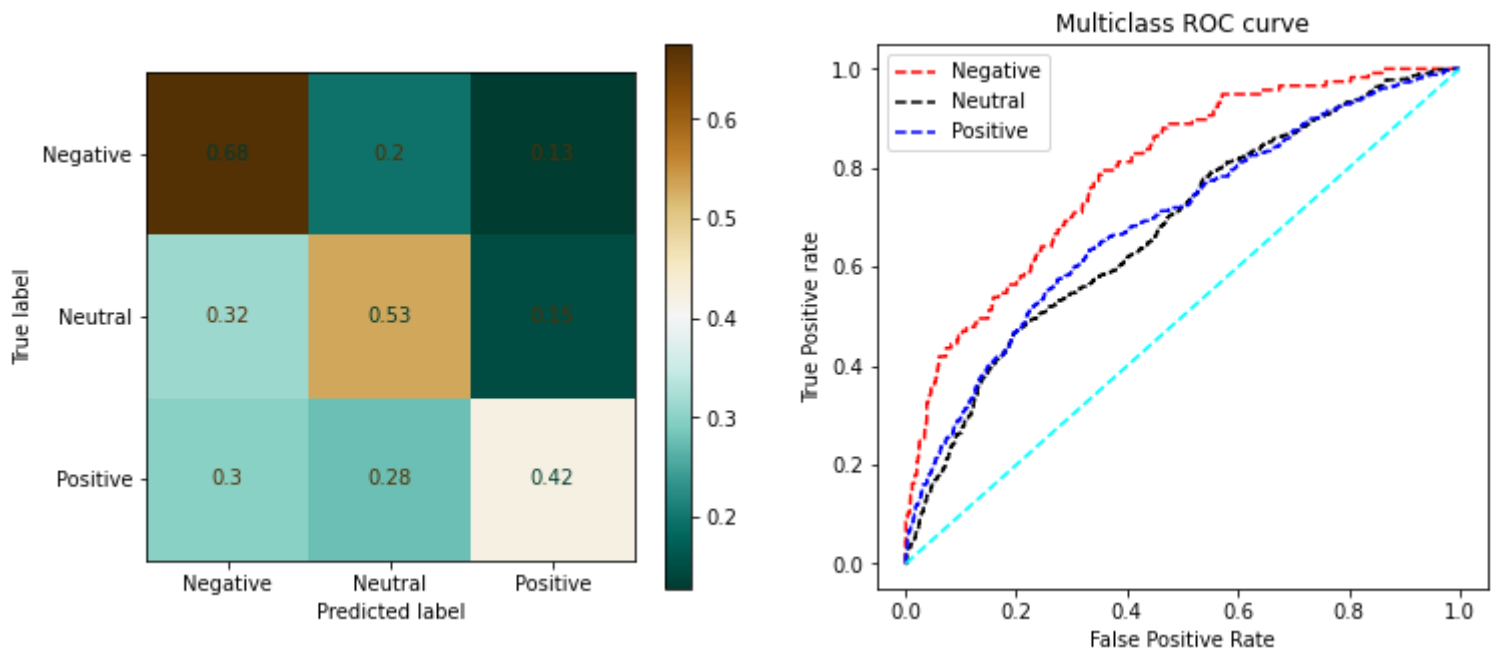 Negative
Neutral
Positive
True label
0.68 0.2 0.13
0.32 0.53 0.15
0.3 0.28 0.42
Negative Neutral Positive
Predicted label
0.6
0.5
0.4
0.3
0.2
Multiclass ROC curve
Negative
Neutral
Positive
True Positive rate
1.0
0.8
0.6
0.4
0.2
0.0
0.0 0.2 0.4 0.6 0.8 1.0
False Positive Rate